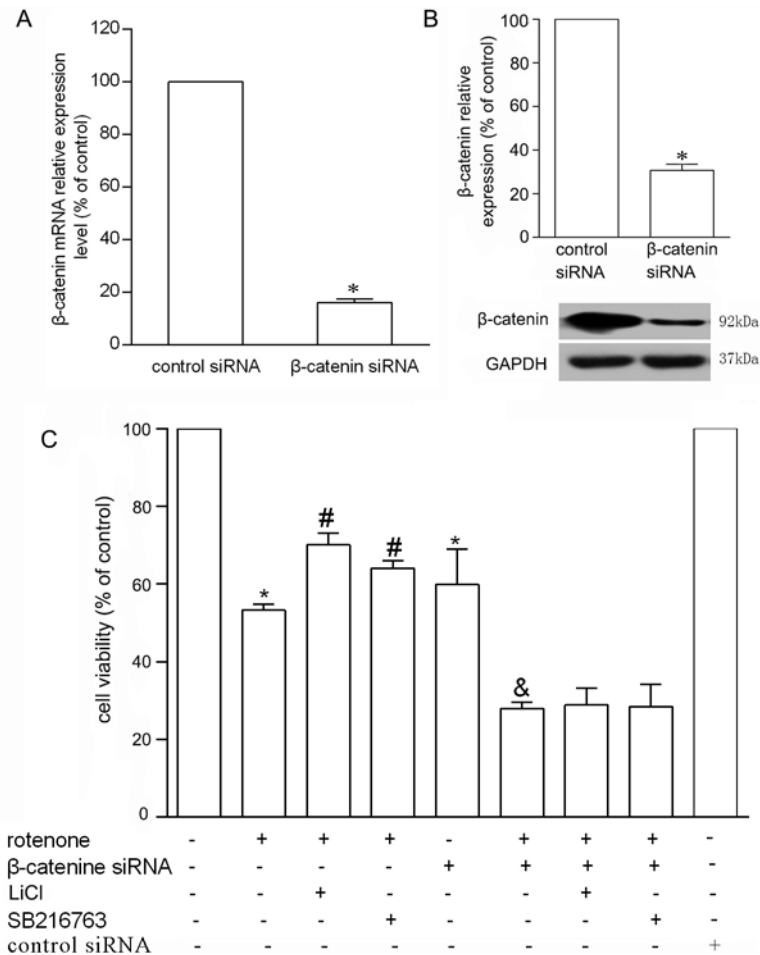 A
β-catenin mRNA relative expression
level (% of control)
120
100
80
60
40
20
0
*
control siRNA
β-catenin siRNA
B
β-catenin relative
expression (% of control)
100
80
60
40
20
0
*
control
siRNA
β-catenin
siRNA
β-catenin
92kDa
GAPDH
37kDa
C
cell viability (% of control)
100
80
60
40
20
0
*
#
#
*
&
rotenone - + + + - + + + -
β-catenine siRNA - - - - + + + + -
LiCl - - + - - - + - -
SB216763 - - - + - - - + -
control siRNA - - - - - - - - +